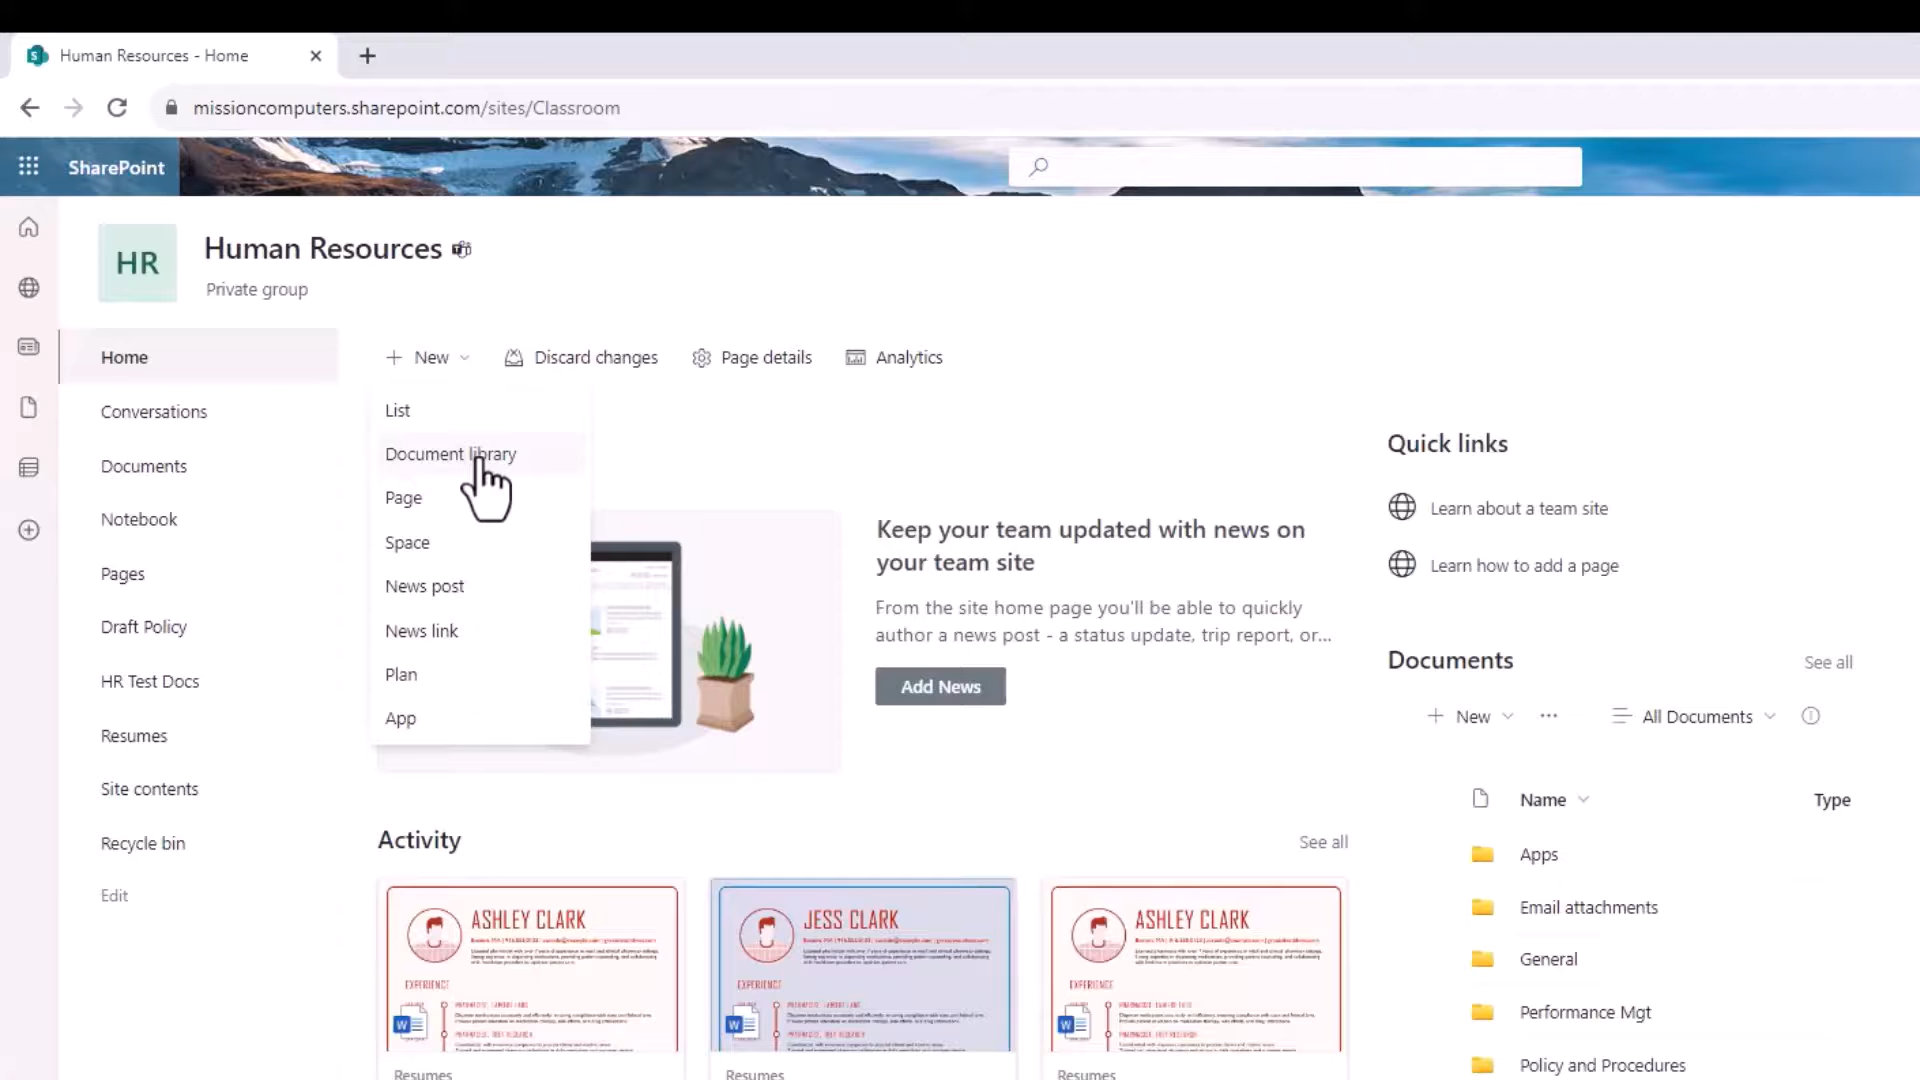 Human Resources - Home
missioncomputers.sharepoint.com/sites/Classroom
SharePoint
HR
Human Resources
Private group
Home
Conversations
Documents
Notebook
Pages
Draft Policy
HR Test Docs
Resumes
Site contents
Recycle bin
Edit
New
Discard changes
Page details
Analytics
List
Document library
Page
Space
News post
News link
Plan
App
Keep your team updated with news on
your team site
From the site home page you'll be able to quickly
author a news post - a status update, trip report, or...
Add News
Quick links
Learn about a team site
Learn how to add a page
Documents
See all
New
All Documents
Name
Type
Apps
Email attachments
General
Performance Mgt
Policy and Procedures
Activity
See all
ASHLEY CLARK
EXPERIENCE
Resumes
JESS CLARK
EXPERIENCE
Resumes
ASHLEY CLARK
EXPERIENCE
Resumes